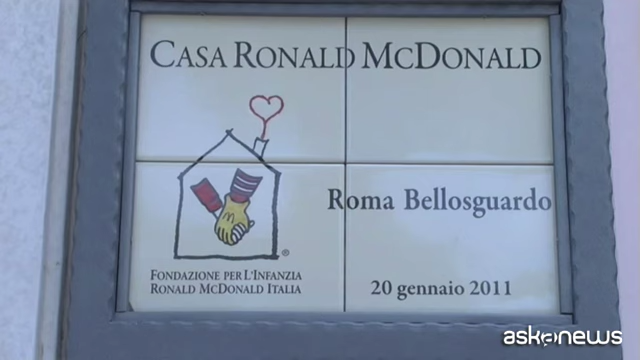 CASA RONALD MCDONALD
Roma Bellosguardo
FONDAZIONE PER L'INFANZIA
RONALD MCDONALD ITALIA
®
20 gennaio 2011
askanews